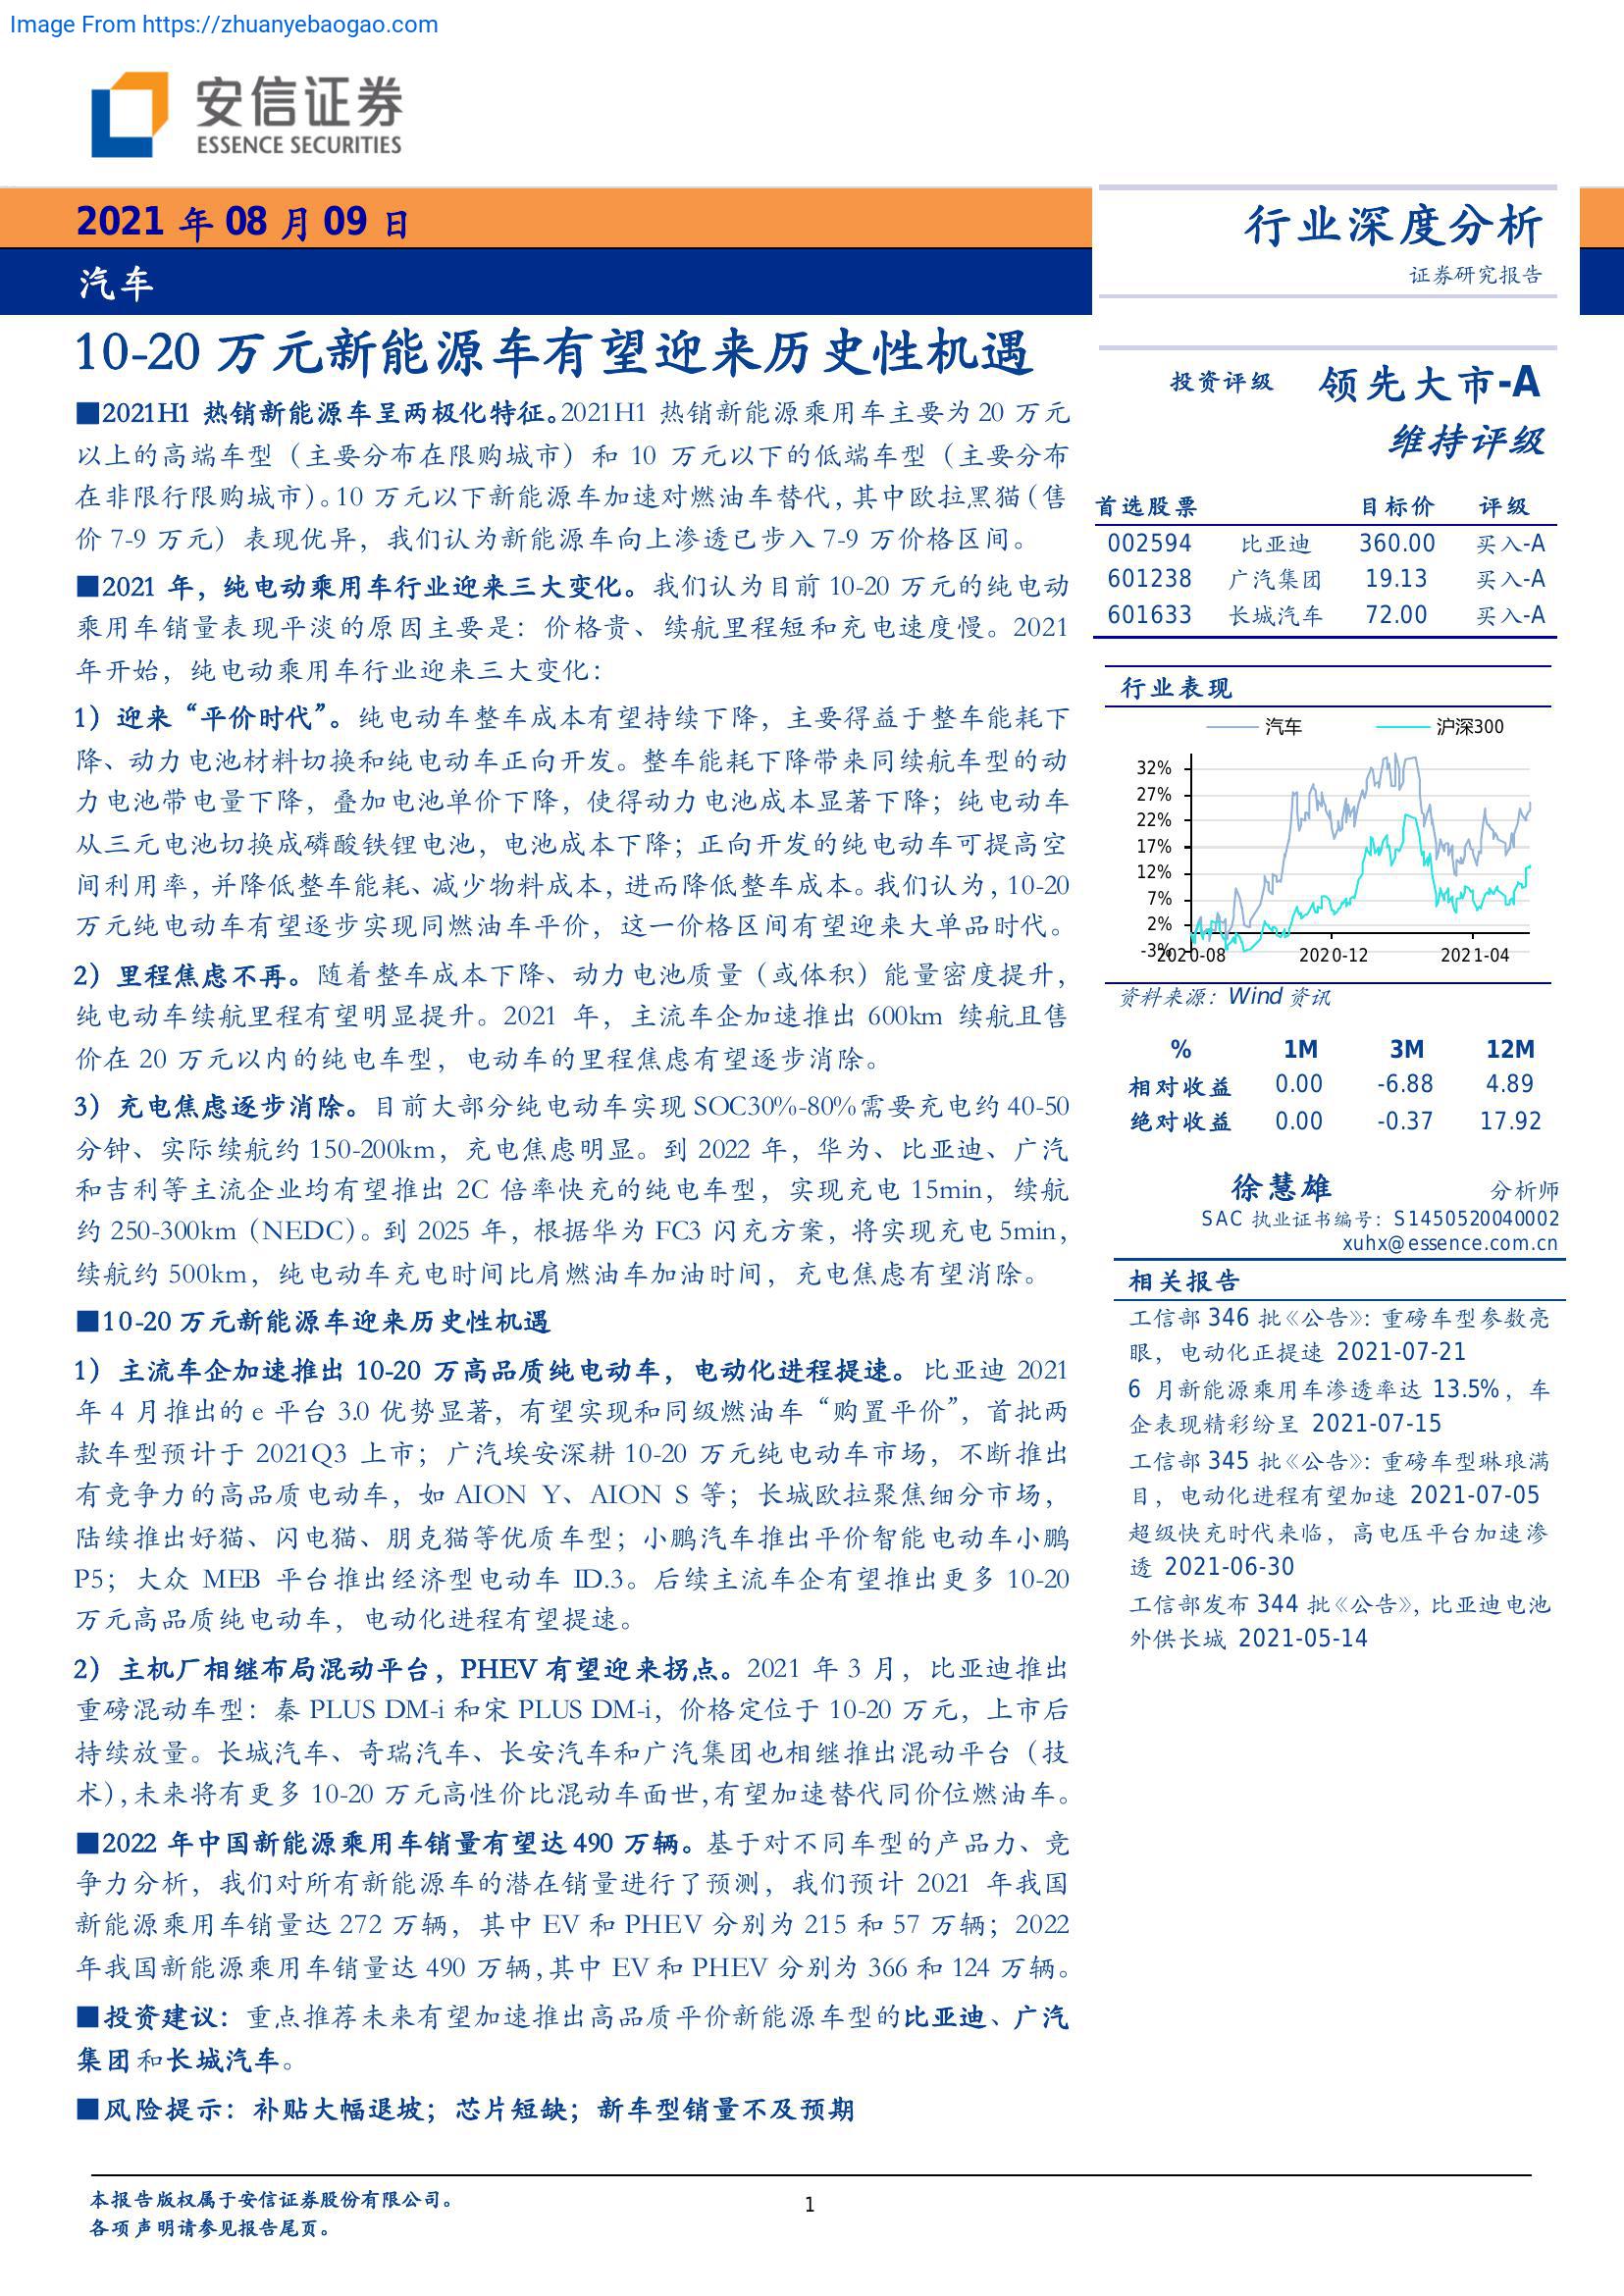 Image From https://zhuanyebaogao.com
安信证券
ESSENCE SECURITIES
2021 年 08 月 09 日
汽车
10-20 万元新能源车有望迎来历史性机遇
■2021H1 热销新能源车呈两极化特征。2021H1 热销新能源乘用车主要为 20 万元
以上的高端车型（主要分布在限购城市）和 10 万元以下的低端车型（主要分布
在非限行限购城市）。10 万元以下新能源车加速对燃油车替代，其中欧拉黑猫（售
价 7-9 万元）表现优异，我们认为新能源车向上渗透已步入 7-9 万价格区间。
■2021 年，纯电动乘用车行业迎来三大变化。我们认为目前 10-20 万元的纯电动
乘用车销量表现平淡的原因主要是：价格贵、续航里程短和充电速度慢。2021
年开始，纯电动乘用车行业迎来三大变化：
1）迎来“平价时代”。纯电动车整车成本有望持续下降，主要得益于整车能耗下
降、动力电池材料切换和纯电动车正向开发。整车能耗下降带来同续航车型的动
力电池带电量下降，叠加电池单价下降，使得动力电池成本显著下降；纯电动车
从三元电池切换成磷酸铁锂电池，电池成本下降；正向开发的纯电动车可提高空
间利用率，并降低整车能耗、减少物料成本，进而降低整车成本。我们认为，10-20
万元纯电动车有望逐步实现同燃油车平价，这一价格区间有望迎来大单品时代。
2）里程焦虑不再。随着整车成本下降、动力电池质量（或体积）能量密度提升，
纯电动车续航里程有望明显提升。2021 年，主流车企加速推出 600km 续航且售
价在 20 万元以内的纯电车型，电动车的里程焦虑有望逐步消除。
3）充电焦虑逐步消除。目前大部分纯电动车实现 SOC30%-80%需要充电约 40-50
分钟、实际续航约 150-200km，充电焦虑明显。到 2022 年，华为、比亚迪、广汽
和吉利等主流企业均有望推出 2C 倍率快充的纯电车型，实现充电 15min，续航
约 250-300km（NEDC）。到 2025 年，根据华为 FC3 闪充方案，将实现充电 5min，
续航约 500km，纯电动车充电时间比肩燃油车加油时间，充电焦虑有望消除。
■10-20 万元新能源车迎来历史性机遇
1）主流车企加速推出 10-20 万高品质纯电动车，电动化进程提速。比亚迪 2021
年 4 月推出的 e 平台 3.0 优势显著，有望实现和同级燃油车“购置平价”，首批两
款车型预计于 2021Q3 上市；广汽埃安深耕 10-20 万元纯电动车市场，不断推出
有竞争力的高品质电动车，如 AION Y、AION S 等；长城欧拉聚焦细分市场，
陆续推出好猫、闪电猫、朋克猫等优质车型；小鹏汽车推出平价智能电动车小鹏
P5；大众 MEB 平台推出经济型电动车 ID.3。后续主流车企有望推出更多 10-20
万元高品质纯电动车，电动化进程有望提速。
2）主机厂相继布局混动平台，PHEV 有望迎来拐点。2021 年 3 月，比亚迪推出
重磅混动车型：秦 PLUS DM-i 和宋 PLUS DM-i，价格定位于 10-20 万元，上市后
持续放量。长城汽车、奇瑞汽车、长安汽车和广汽集团也相继推出混动平台（技
术），未来将有更多 10-20 万元高性价比混动车面世，有望加速替代同价位燃油车。
■2022 年中国新能源乘用车销量有望达 490 万辆。基于对不同车型的产品力、竞
争力分析，我们对所有新能源车的潜在销量进行了预测，我们预计 2021 年我国
新能源乘用车销量达 272 万辆，其中 EV 和 PHEV 分别为 215 和 57 万辆；2022
年我国新能源乘用车销量达 490 万辆，其中 EV 和 PHEV 分别为 366 和 124 万辆。
■投资建议：重点推荐未来有望加速推出高品质平价新能源车型的比亚迪、广汽
集团和长城汽车。
■风险提示：补贴大幅退坡；芯片短缺；新车型销量不及预期
行业深度分析
证券研究报告
投资评级 领先大市-A
维持评级
首选股票 目标价 评级
002594 比亚迪 360.00 买入-A
601238 广汽集团 19.13 买入-A
601633 长城汽车 72.00 买入-A
行业表现
汽车 沪深300
32%
27%
22%
17%
12%
7%
2%
-3%
2020-08 2020-12 2021-04
资料来源：Wind 资讯
% 1M 3M 12M
相对收益 0.00 -6.88 4.89
绝对收益 0.00 -0.37 17.92
徐慧雄 分析师
SAC 执业证书编号：S1450520040002
xuhx@essence.com.cn
相关报告
工信部 346 批《公告》：重磅车型参数亮
眼，电动化正提速 2021-07-21
6 月新能源乘用车渗透率达 13.5%，车
企表现精彩纷呈 2021-07-15
工信部 345 批《公告》：重磅车型琳琅满
目，电动化进程有望加速 2021-07-05
超级快充时代来临，高电压平台加速渗
透 2021-06-30
工信部发布 344 批《公告》，比亚迪电池
外供长城 2021-05-14
本报告版权属于安信证券股份有限公司。
各项声明请参见报告尾页。
1